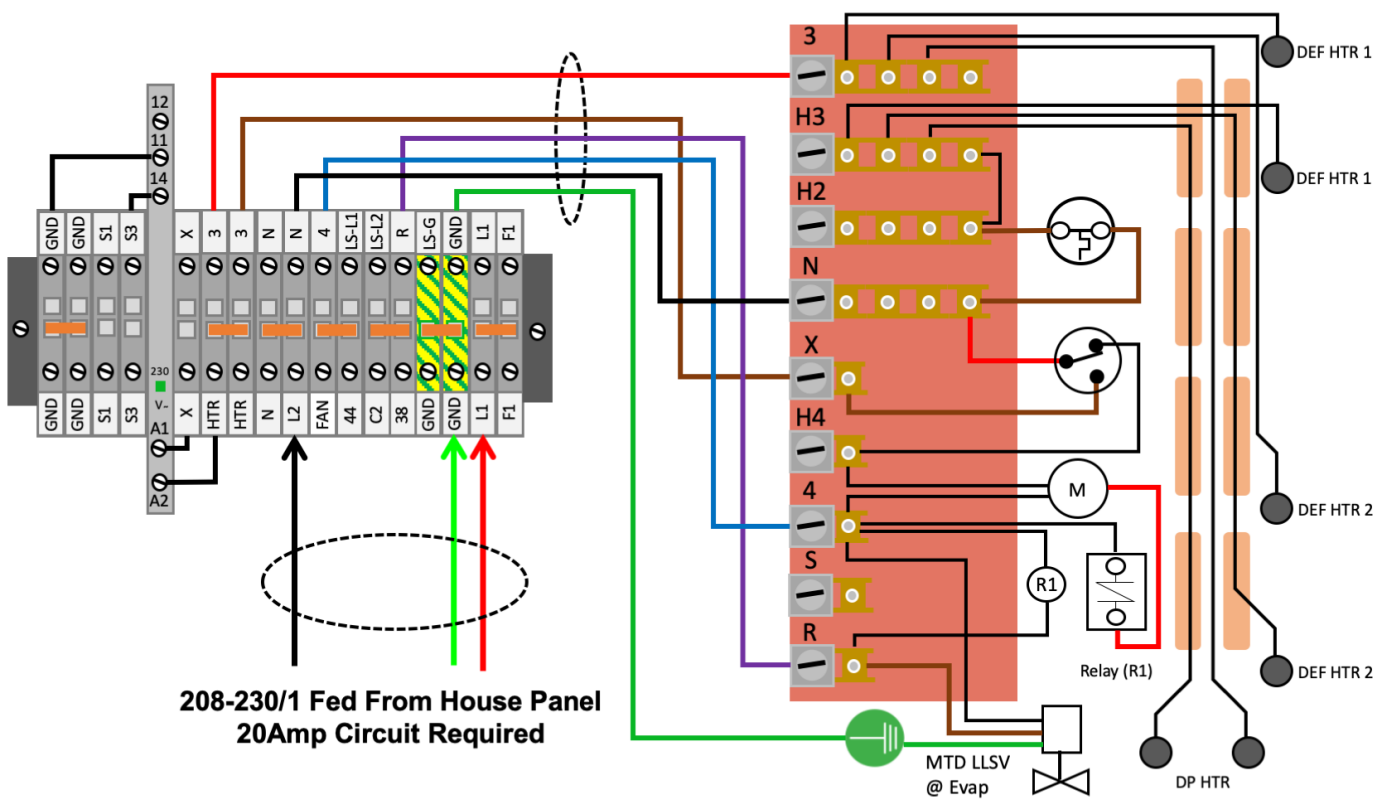 12
11
14
GND GND S1 S3 X 3 3 N N 4 LS-L1 LS-L2 R LS-G GND L1 F1
230
V~
A1
A2
GND GND S1 S3 X HTR HTR N L2 FAN 44 C2 38 GND GND L1 F1
208-230/1 Fed From House Panel
20Amp Circuit Required
3
H3
H2
N
X
H4
4
S
R
DEF HTR 1
DEF HTR 1
M
R1
DEF HTR 2
Relay (R1)
DEF HTR 2
MTD LLSV
@ Evap
DP HTR